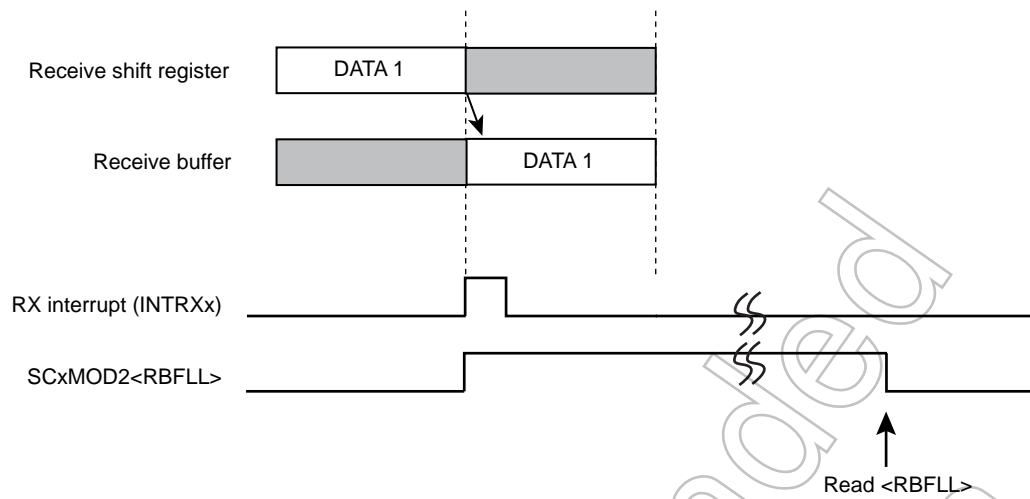 Receive shift register
DATA 1
Receive buffer
DATA 1
RX interrupt (INTRXx)
SCxMOD2<RBFLL>
Read <RBFLL>